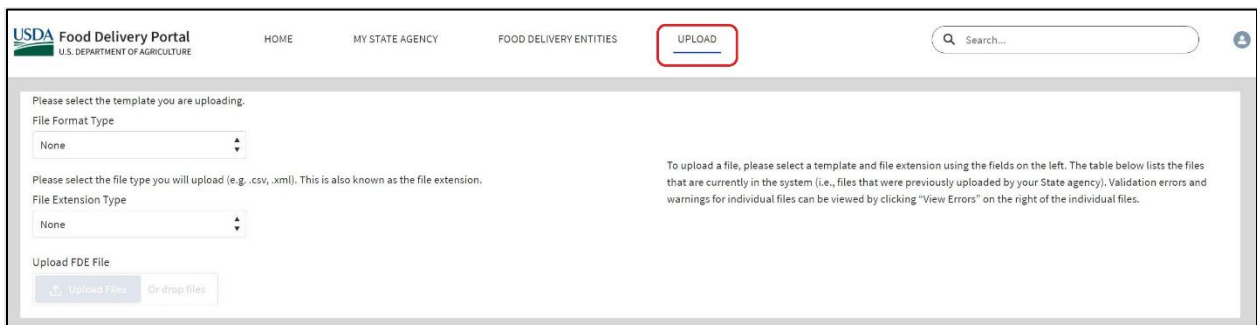 USDA Food Delivery Portal
U.S. DEPARTMENT OF AGRICULTURE
HOME
MY STATE AGENCY
FOOD DELIVERY ENTITIES
UPLOAD
Search...
Please select the template you are uploading.
File Format Type
None
Please select the file type you will upload (e.g. .csv, .xml). This is also known as the file extension.
File Extension Type
None
Upload FDE File
Upload Files
Or drop files
To upload a file, please select a template and file extension using the fields on the left. The table below lists the files
that are currently in the system (i.e., files that were previously uploaded by your State agency). Validation errors and
warnings for individual files can be viewed by clicking “View Errors” on the right of the individual files.